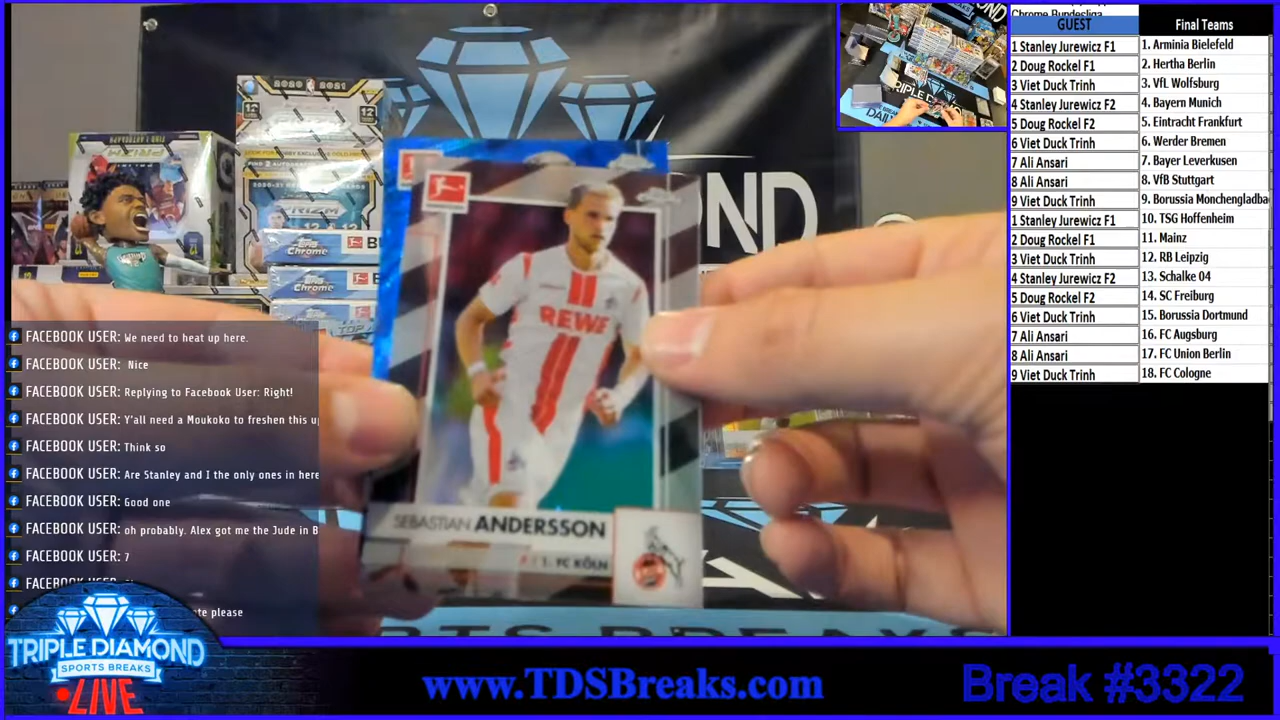 Chrome Bundesliga
GUEST
Final Teams
1 Stanley Jurewicz F1
1. Arminia Bielefeld
2 Doug Rockel F1
2. Hertha Berlin
3 Viet Duck Trinh
3. VfL Wolfsburg
4 Stanley Jurewicz F2
4. Bayern Munich
5 Doug Rockel F2
5. Eintracht Frankfurt
6 Viet Duck Trinh
6. Werder Bremen
7 Ali Ansari
7. Bayer Leverkusen
8 Ali Ansari
8. VfB Stuttgart
9 Viet Duck Trinh
9. Borussia Monchengladba
1 Stanley Jurewicz F1
10. TSG Hoffenheim
2 Doug Rockel F1
11. Mainz
3 Viet Duck Trinh
12. RB Leipzig
4 Stanley Jurewicz F2
13. Schalke 04
5 Doug Rockel F2
14. SC Freiburg
6 Viet Duck Trinh
15. Borussia Dortmund
7 Ali Ansari
16. FC Augsburg
8 Ali Ansari
17. FC Union Berlin
9 Viet Duck Trinh
18. FC Cologne
2020 2021
12
12
PRIZM
Chrome
Chrome
OND
REWE
SEBASTIAN ANDERSSON
1. FC KÖLN
FACEBOOK USER: We need to heat up here.
FACEBOOK USER: Nice
FACEBOOK USER: Replying to Facebook User: Right!
FACEBOOK USER: Y'all need a Moukoko to freshen this u
FACEBOOK USER: Think so
FACEBOOK USER: Are Stanley and I the only ones in here
FACEBOOK USER: Good one
FACEBOOK USER: oh probably. Alex got me the Jude in B
FACEBOOK USER: 7
FACEBOOK USER:
please
TRIPLE DIAMOND
SPORTS BREAKS
LIVE
www.TDSBreaks.com
Break #3322